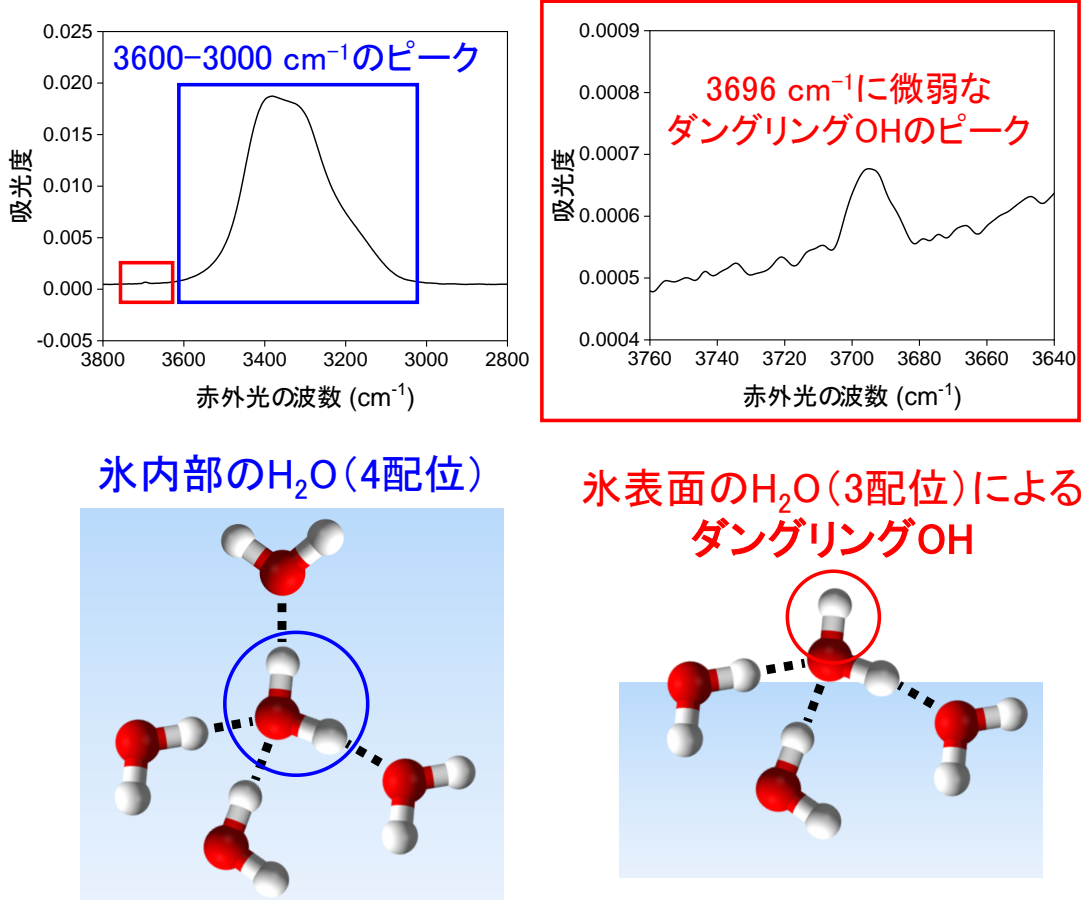 3600−3000 cm⁻¹のピーク
0.025
0.020
0.015
0.010
0.005
0.000
-0.005
吸光度
3800
3600
3400
3200
3000
2800
赤外光の波数 (cm⁻¹)
3696 cm⁻¹に微弱な
ダングリングOHのピーク
0.0009
0.0008
0.0007
0.0006
0.0005
0.0004
吸光度
3760
3740
3720
3700
3680
3660
3640
赤外光の波数 (cm⁻¹)
氷内部のH₂O(4配位)
氷表面のH₂O(3配位)による
ダングリングOH